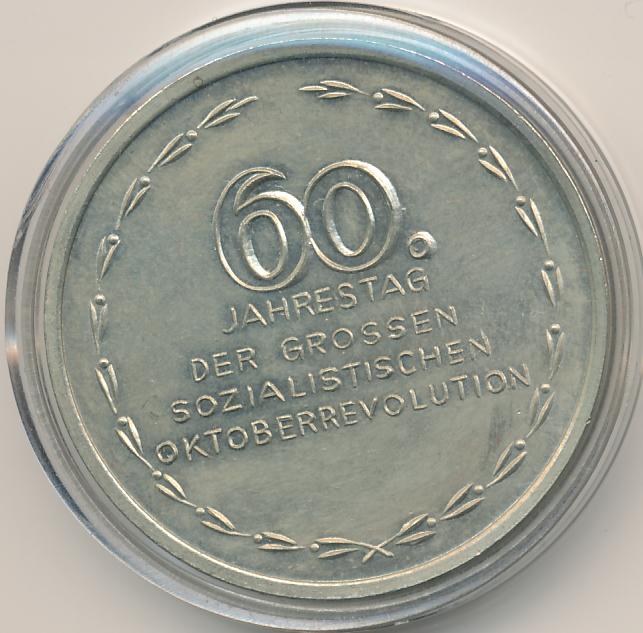 60.
JAHRESTAG
DER GROSSEN
SOZIALISTISCHEN
OKTOBERREVOLUTION